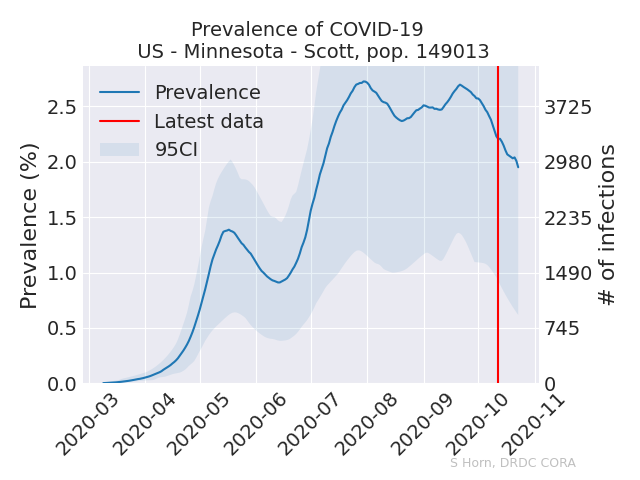 Prevalence of COVID-19
US - Minnesota - Scott, pop. 149013
Prevalence
Latest data
95CI
Prevalence (%)
2.5
2.0
1.5
1.0
0.5
0.0
3725
2980
2235
1490
745
0
# of infections
2020-03
2020-04
2020-05
2020-06
2020-07
2020-08
2020-09
2020-10
2020-11
S Horn, DRDC CORA